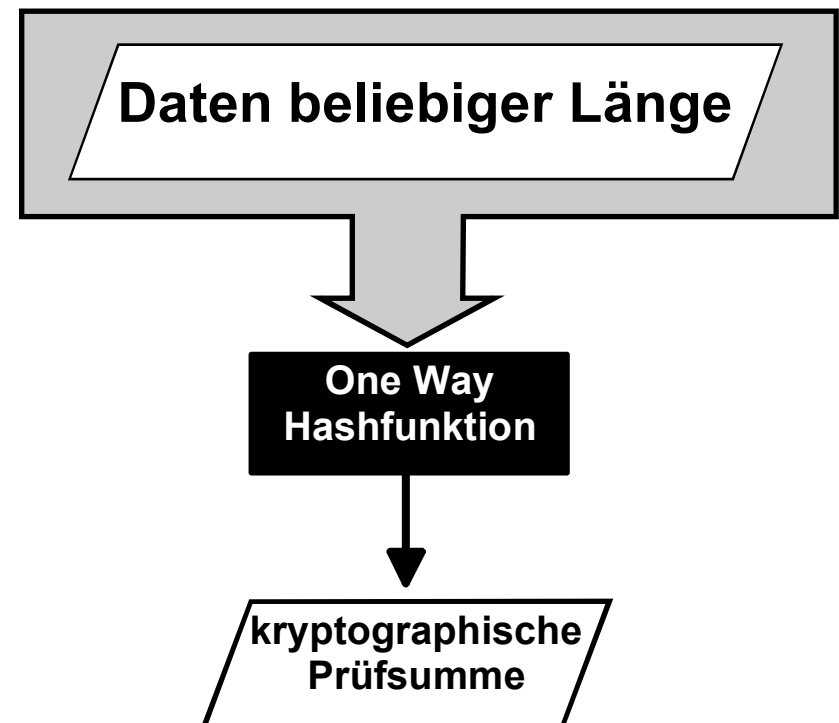 Daten beliebiger Länge
One Way
Hashfunktion
kryptographische
Prüfsumme